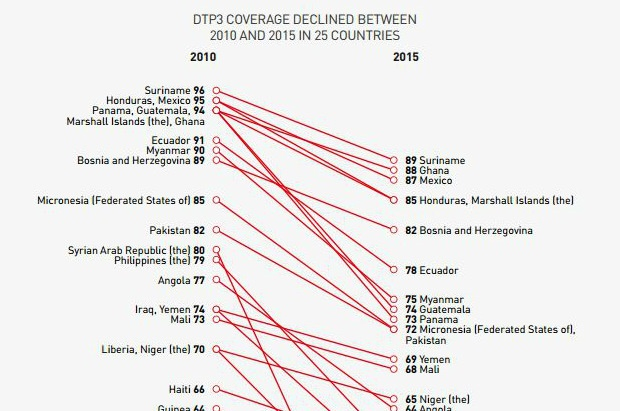 DTP3 COVERAGE DECLINED BETWEEN
2010 AND 2015 IN 25 COUNTRIES
2010
2015
Suriname 96
Honduras, Mexico 95
Panama, Guatemala, 94
Marshall Islands (the), Ghana
Ecuador 91
Myanmar 90
Bosnia and Herzegovina 89
Micronesia (Federated States of) 85
Pakistan 82
Syrian Arab Republic (the) 80
Philippines (the) 79
Angola 77
Iraq, Yemen 74
Mali 73
Liberia, Niger (the) 70
Haiti 66
Guinea 64
89 Suriname
88 Ghana
87 Mexico
85 Honduras, Marshall Islands (the)
82 Bosnia and Herzegovina
78 Ecuador
75 Myanmar
74 Guatemala
73 Panama
72 Micronesia (Federated States of),
Pakistan
69 Yemen
68 Mali
65 Niger (the)
64 Angola